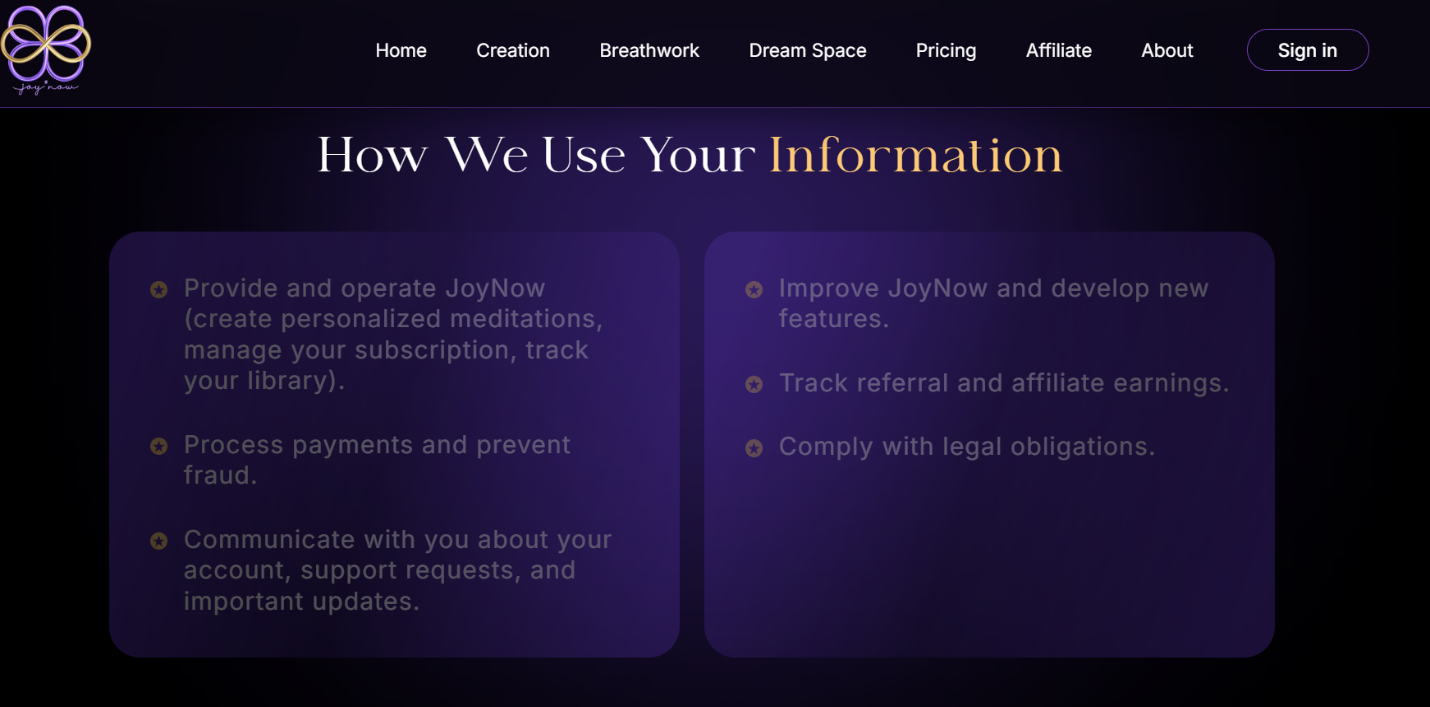 joy*now
Home Creation Breathwork Dream Space Pricing Affiliate About Sign in
How We Use Your Information
Provide and operate JoyNow
(create personalized meditations,
manage your subscription, track
your library).
Process payments and prevent
fraud.
Communicate with you about your
account, support requests, and
important updates.
Improve JoyNow and develop new
features.
Track referral and affiliate earnings.
Comply with legal obligations.